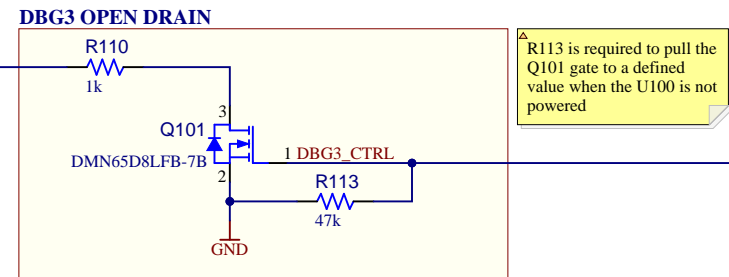 DBG3 OPEN DRAIN
R110
1k
3
Q101
DMN65D8LFB-7B
2
1 DBG3_CTRL
R113
47k
GND
R113 is required to pull the
Q101 gate to a defined
value when the U100 is not
powered